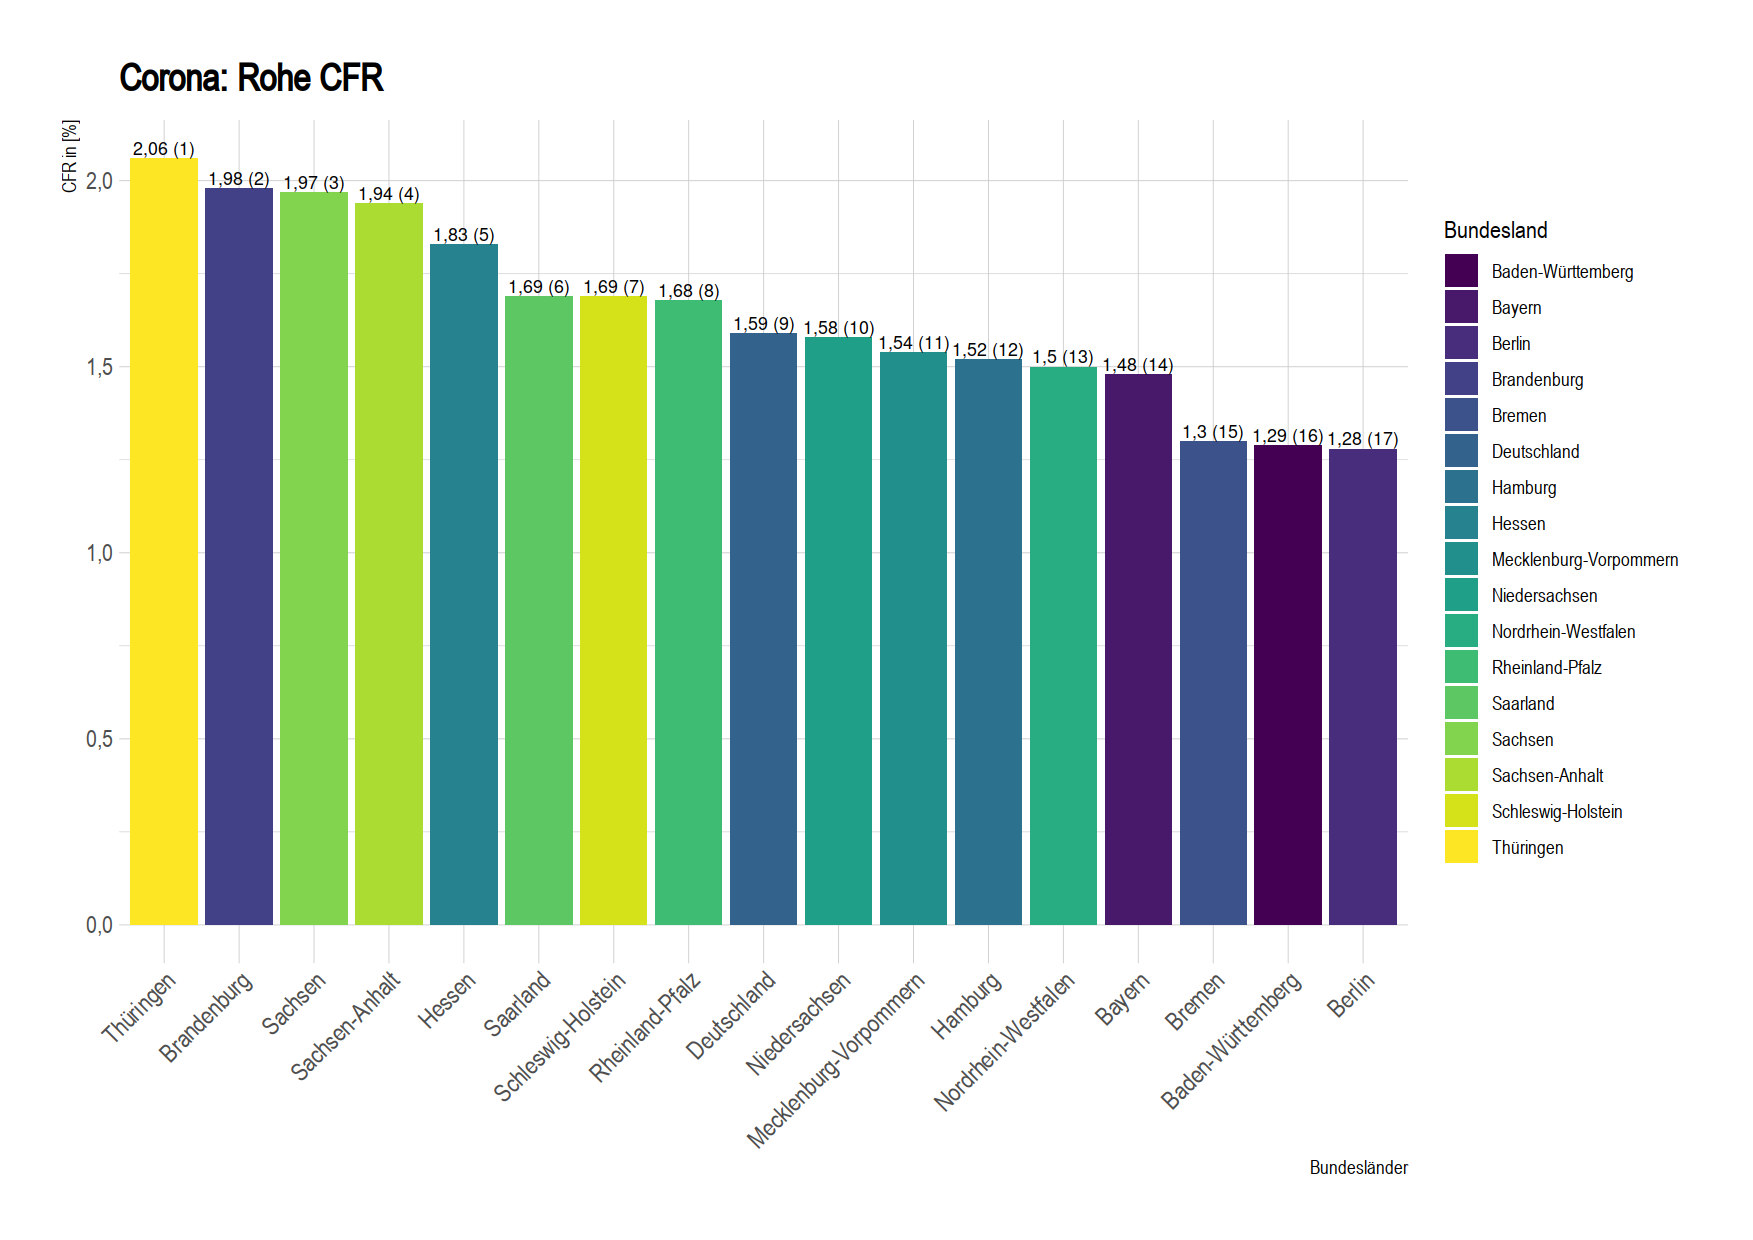 Corona: Rohe CFR
CFR in [%]
2,0
1,5
1,0
0,5
0,0
2,06 (1)
1,98 (2)
1,97 (3)
1,94 (4)
1,83 (5)
1,69 (6)
1,69 (7)
1,68 (8)
1,59 (9)
1,58 (10)
1,54 (11)
1,52 (12)
1,5 (13)
1,48 (14)
1,3 (15)
1,29 (16)
1,28 (17)
Thüringen
Brandenburg
Sachsen
Sachsen-Anhalt
Hessen
Saarland
Schleswig-Holstein
Rheinland-Pfalz
Deutschland
Niedersachsen
Mecklenburg-Vorpommern
Hamburg
Nordrhein-Westfalen
Bayern
Bremen
Baden-Württemberg
Berlin
Bundesländer
Bundesland
Baden-Württemberg
Bayern
Berlin
Brandenburg
Bremen
Deutschland
Hamburg
Hessen
Mecklenburg-Vorpommern
Niedersachsen
Nordrhein-Westfalen
Rheinland-Pfalz
Saarland
Sachsen
Sachsen-Anhalt
Schleswig-Holstein
Thüringen